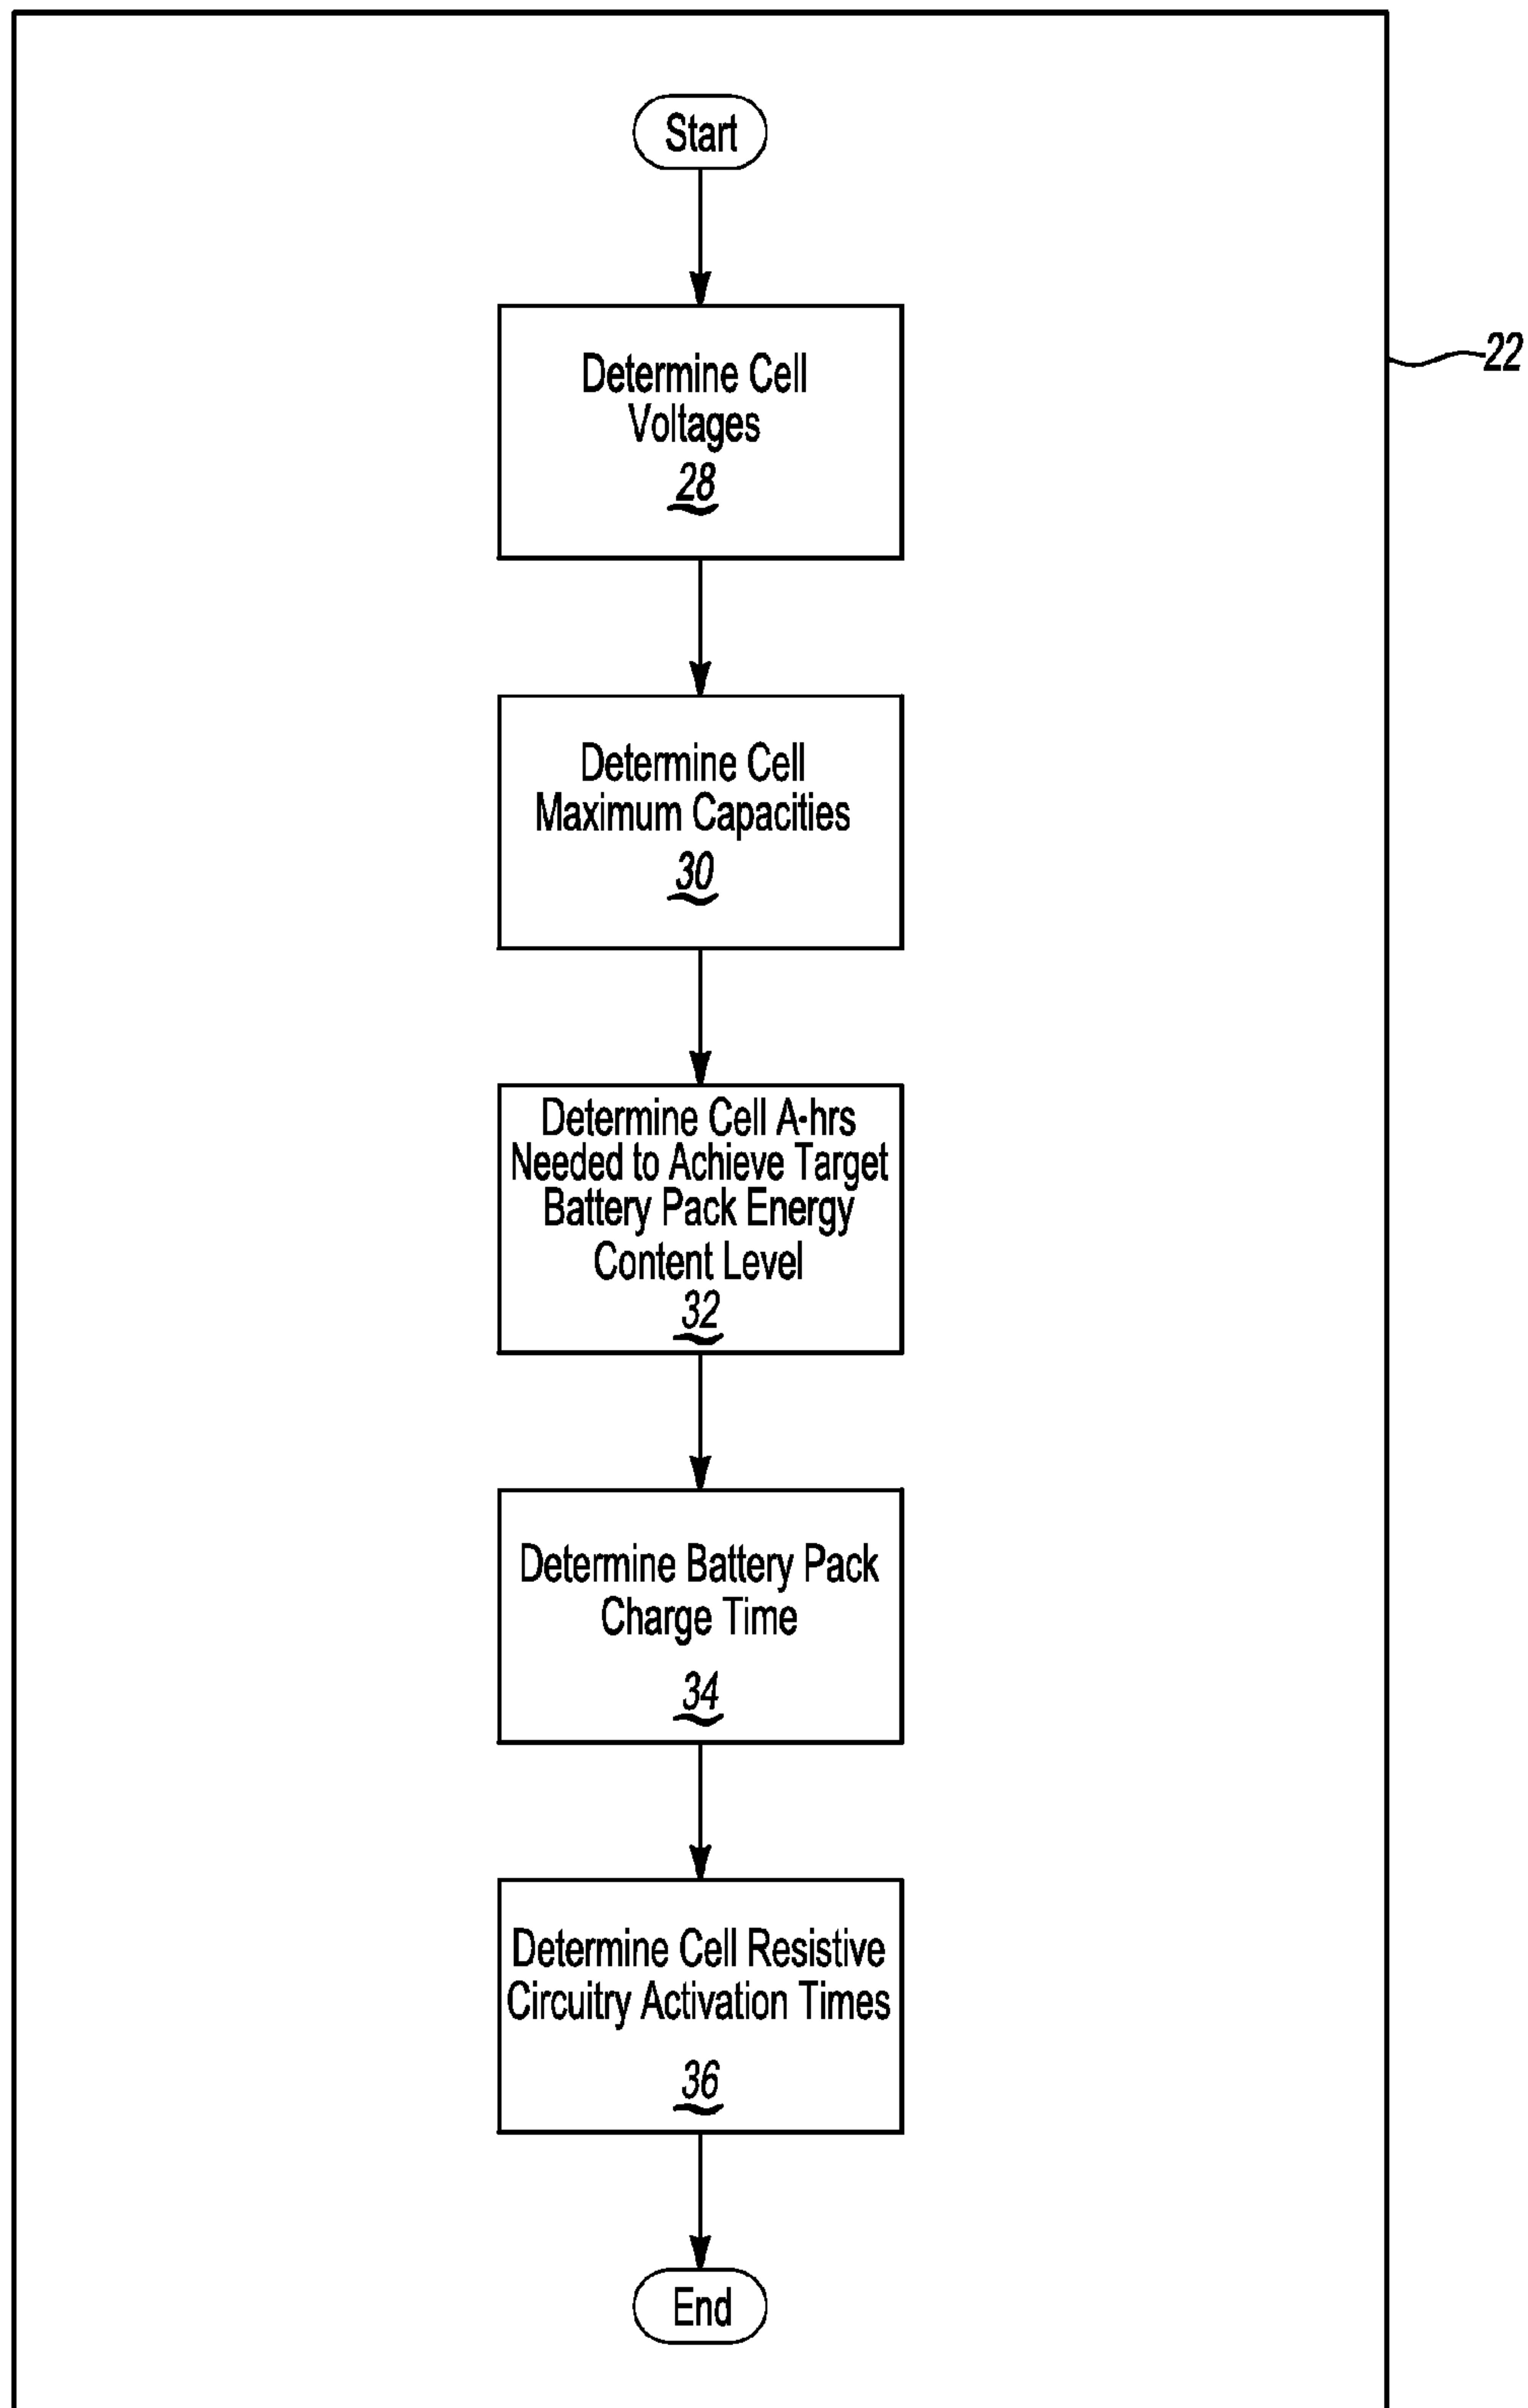 Start
Determine Cell
Voltages
28
22
Determine Cell
Maximum Capacities
30
Determine Cell A-hrs
Needed to Achieve Target
Battery Pack Energy
Content Level
32
Determine Battery Pack
Charge Time
34
Determine Cell Resistive
Circuitry Activation Times
36
End